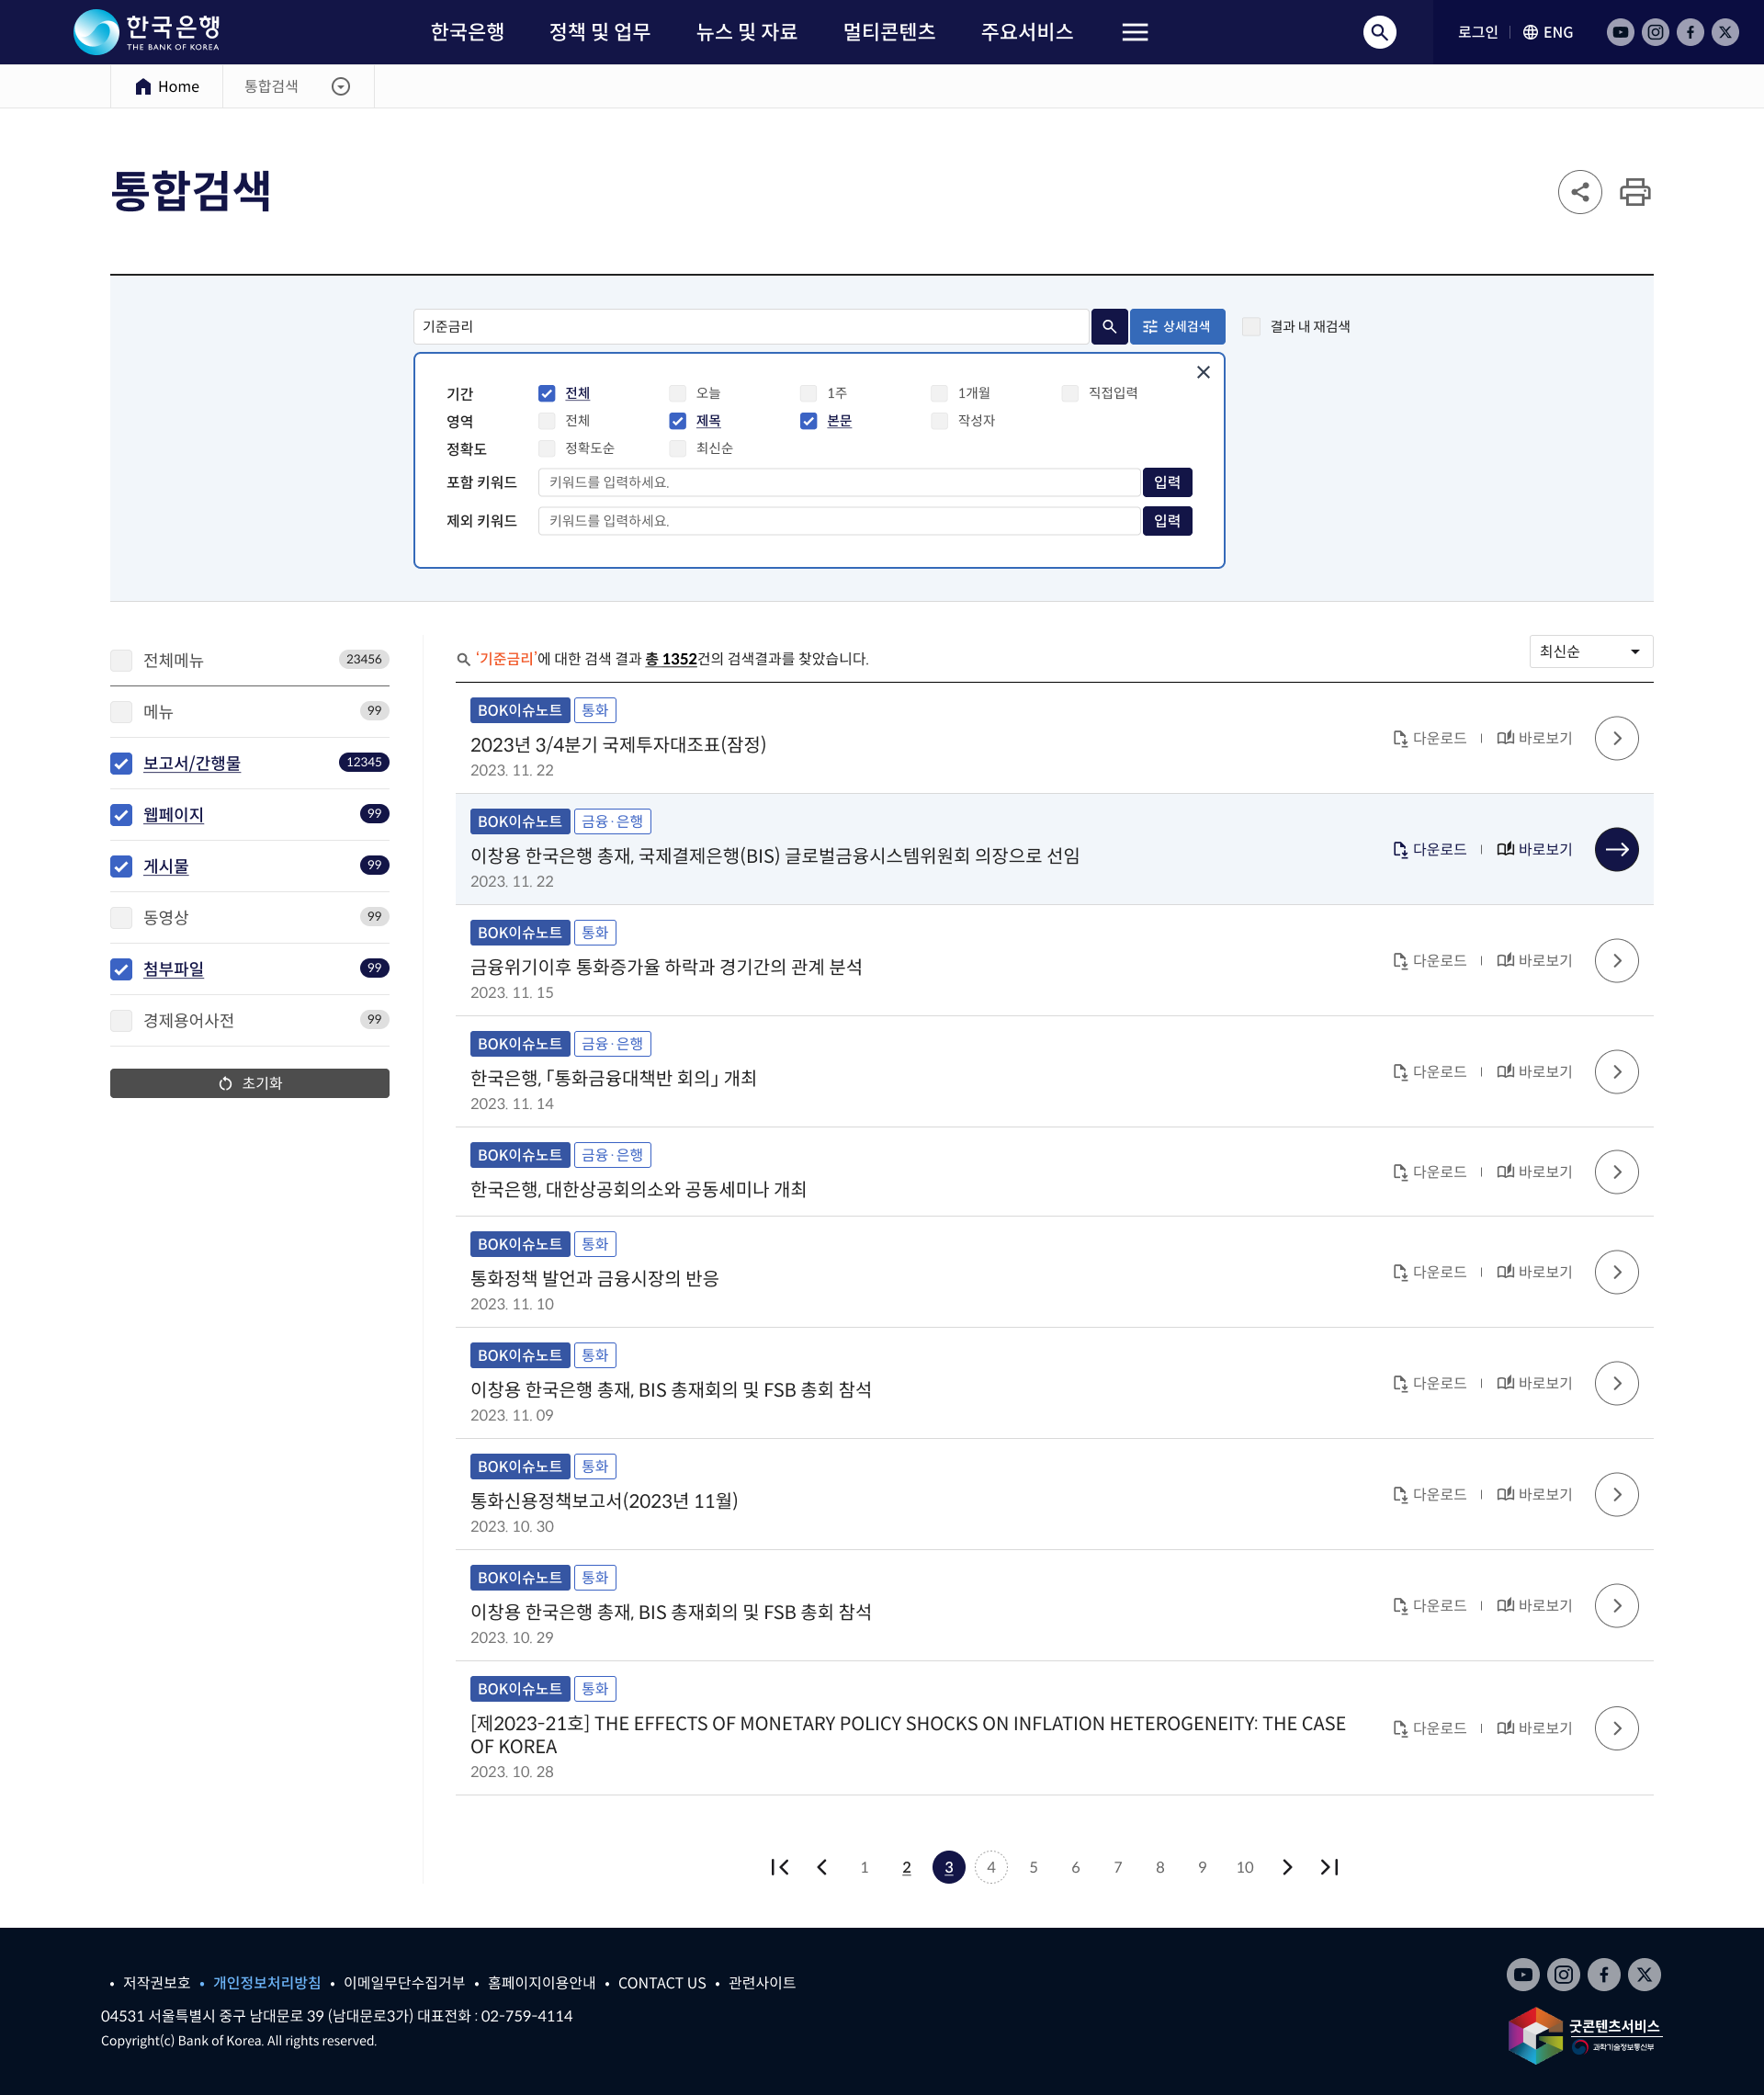 한국은행
THE BANK OF KOREA
한국은행 정책 및 업무 뉴스 및 자료 멀티콘텐츠 주요서비스
로그인 ENG
Home 통합검색
통합검색
기준금리 상세검색 결과 내 재검색
기간 전체 오늘 1주 1개월 직접입력
영역 전체 제목 본문 작성자
정확도 정확도순 최신순
포함 키워드 키워드를 입력하세요. 입력
제외 키워드 키워드를 입력하세요. 입력
전체메뉴 23456
메뉴 99
보고서/간행물 12345
웹페이지 99
게시물 99
동영상 99
첨부파일 99
경제용어사전 99
초기화
‘기준금리’에 대한 검색 결과 총 1352건의 검색결과를 찾았습니다.
최신순
BOK이슈노트 통화
2023년 3/4분기 국제투자대조표(잠정)
2023. 11. 22
다운로드 바로보기
BOK이슈노트 금융·은행
이창용 한국은행 총재, 국제결제은행(BIS) 글로벌금융시스템위원회 의장으로 선임
2023. 11. 22
다운로드 바로보기
BOK이슈노트 통화
금융위기이후 통화증가율 하락과 경기간의 관계 분석
2023. 11. 15
다운로드 바로보기
BOK이슈노트 금융·은행
한국은행, 「통화금융대책반 회의」 개최
2023. 11. 14
다운로드 바로보기
BOK이슈노트 금융·은행
한국은행, 대한상공회의소와 공동세미나 개최
다운로드 바로보기
BOK이슈노트 통화
통화정책 발언과 금융시장의 반응
2023. 11. 10
다운로드 바로보기
BOK이슈노트 통화
이창용 한국은행 총재, BIS 총재회의 및 FSB 총회 참석
2023. 11. 09
다운로드 바로보기
BOK이슈노트 통화
통화신용정책보고서(2023년 11월)
2023. 10. 30
다운로드 바로보기
BOK이슈노트 통화
이창용 한국은행 총재, BIS 총재회의 및 FSB 총회 참석
2023. 10. 29
다운로드 바로보기
BOK이슈노트 통화
[제2023-21호] THE EFFECTS OF MONETARY POLICY SHOCKS ON INFLATION HETEROGENEITY: THE CASE
OF KOREA
2023. 10. 28
다운로드 바로보기
1 2 3 4 5 6 7 8 9 10
• 저작권보호 • 개인정보처리방침 • 이메일무단수집거부 • 홈페이지이용안내 • CONTACT US • 관련사이트
04531 서울특별시 중구 남대문로 39 (남대문로3가) 대표전화 : 02-759-4114
Copyright(c) Bank of Korea. All rights reserved.
굿콘텐츠서비스
과학기술정보통신부